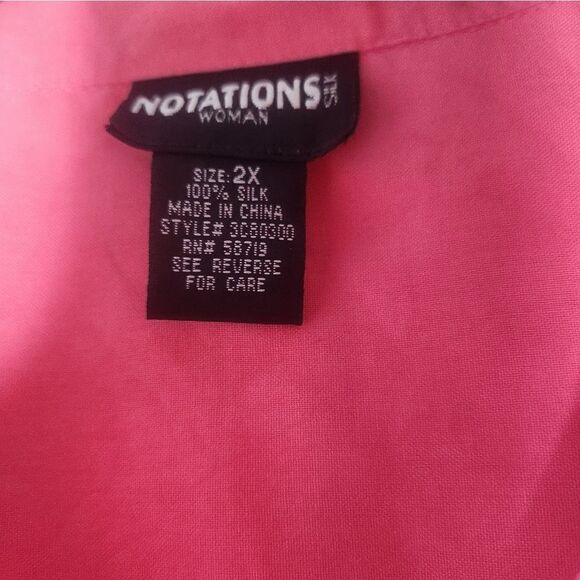 NOTATIONS SILK
WOMAN
SIZE: 2X
100% SILK
MADE IN CHINA
STYLE# 3C80300
RN# 58719
SEE REVERSE
FOR CARE